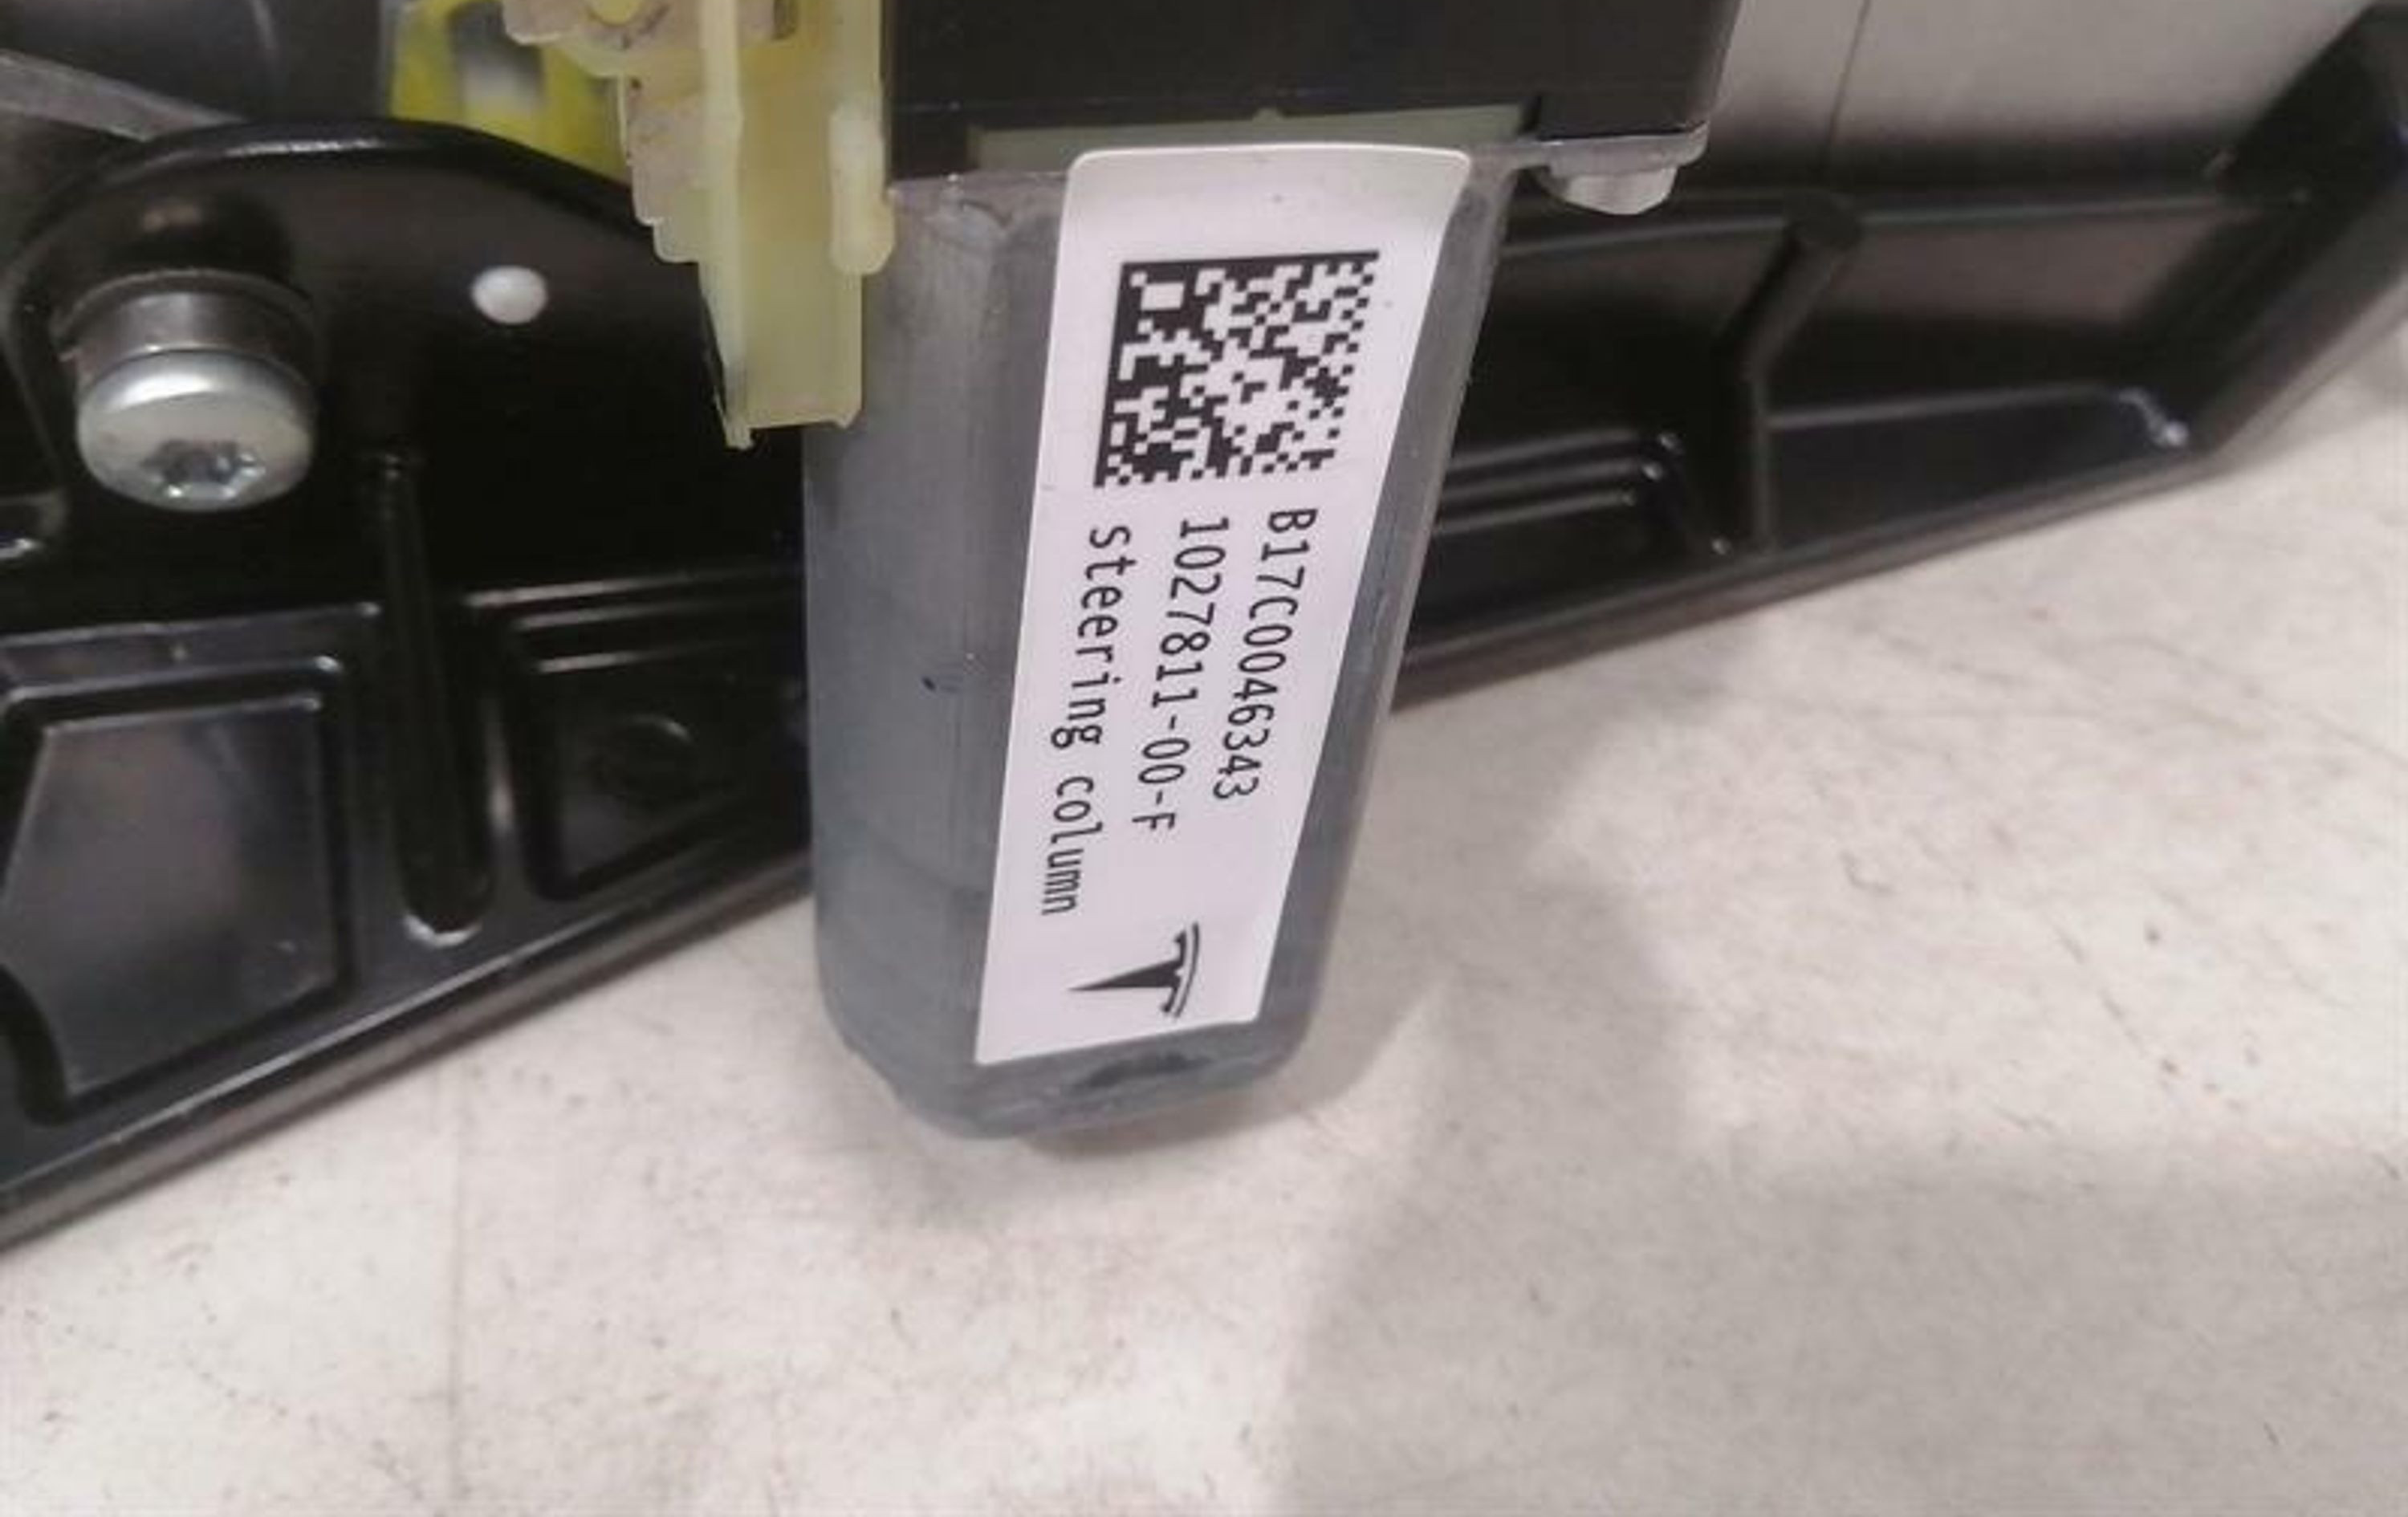 B17C0046343
1027811-00-F
steering column